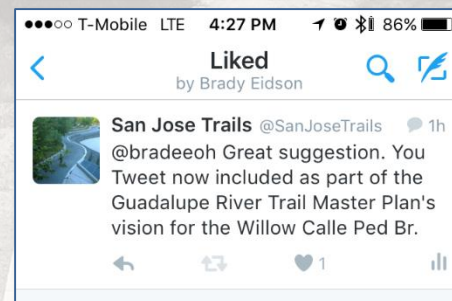 T-Mobile LTE 4:27 PM 86%
Liked
by Brady Eidson
San Jose Trails @SanJoseTrails 1h
@bradeeoh Great suggestion. You
Tweet now included as part of the
Guadalupe River Trail Master Plan's
vision for the Willow Calle Ped Br.
1